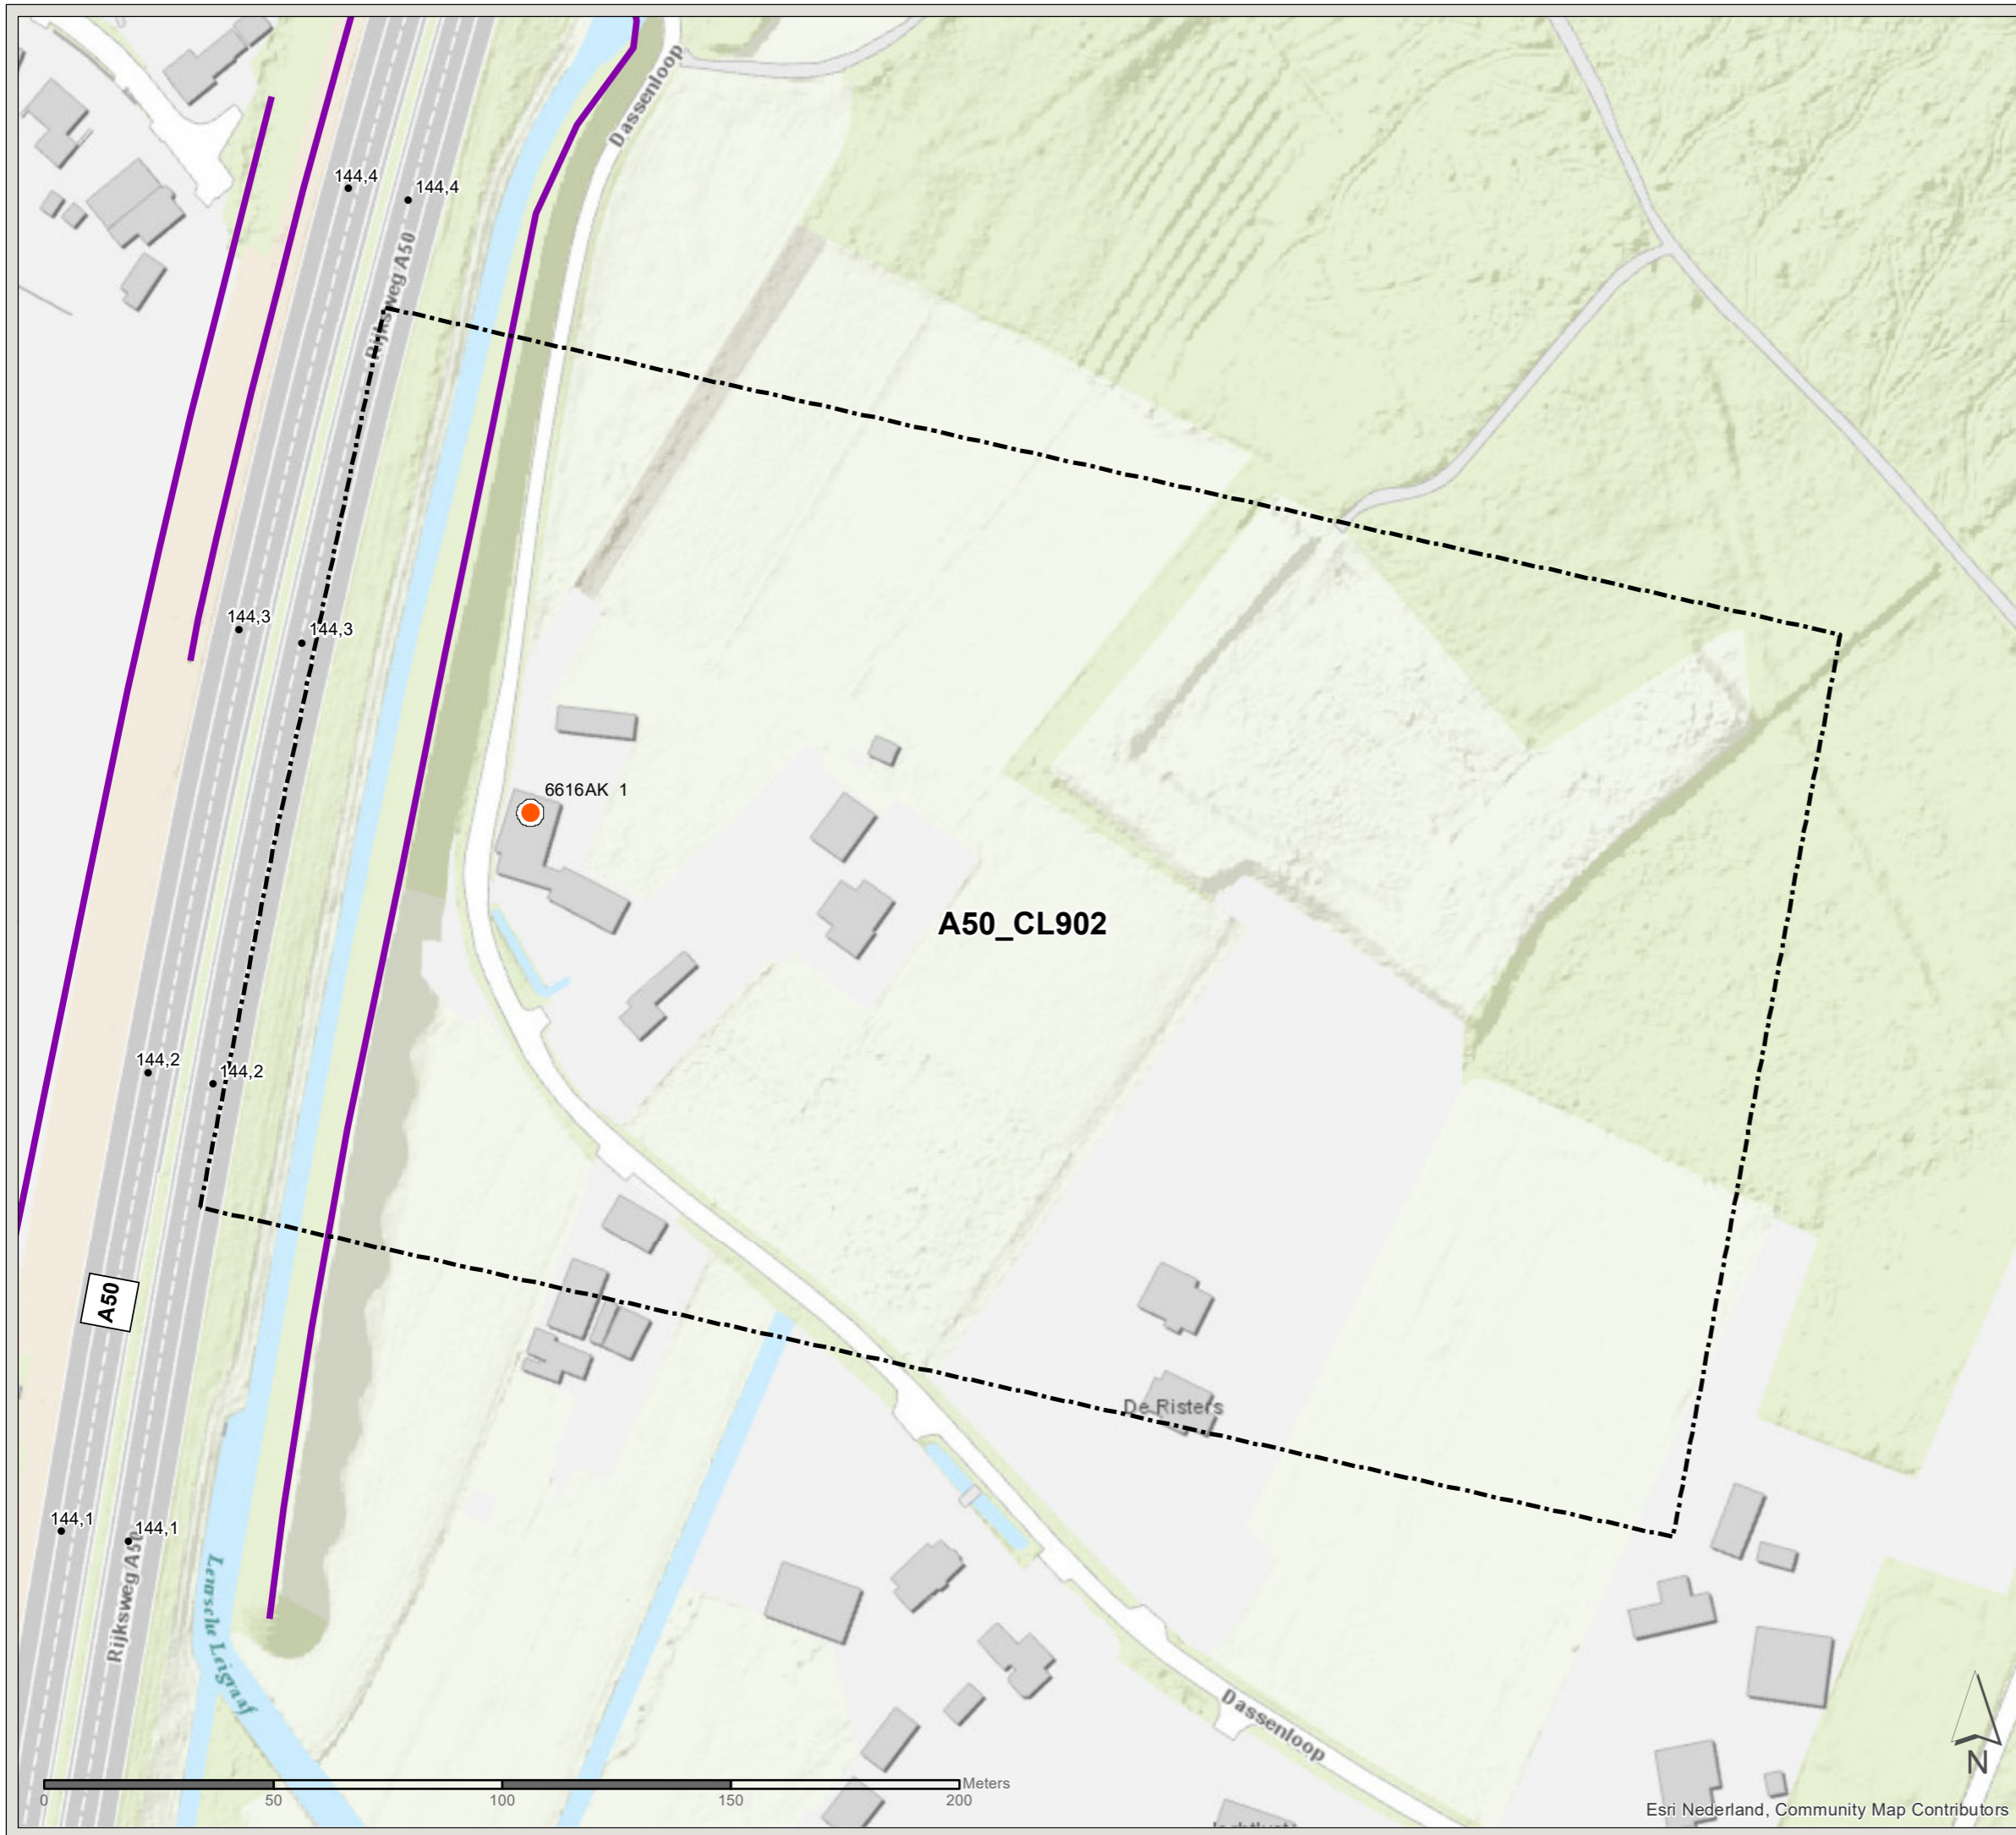 Dassenloop
144,4
144,4
Rijksweg A50
144,3
144,3
6616AK 1
A50_CL902
144,2
144,2
A50
De Risters
144,1
144,1
Rijksweg A50
Leursche Leigraaf
Dassenloop
N
Meters
0 50 100 150 200
Esri Nederland, Community Map Contributors